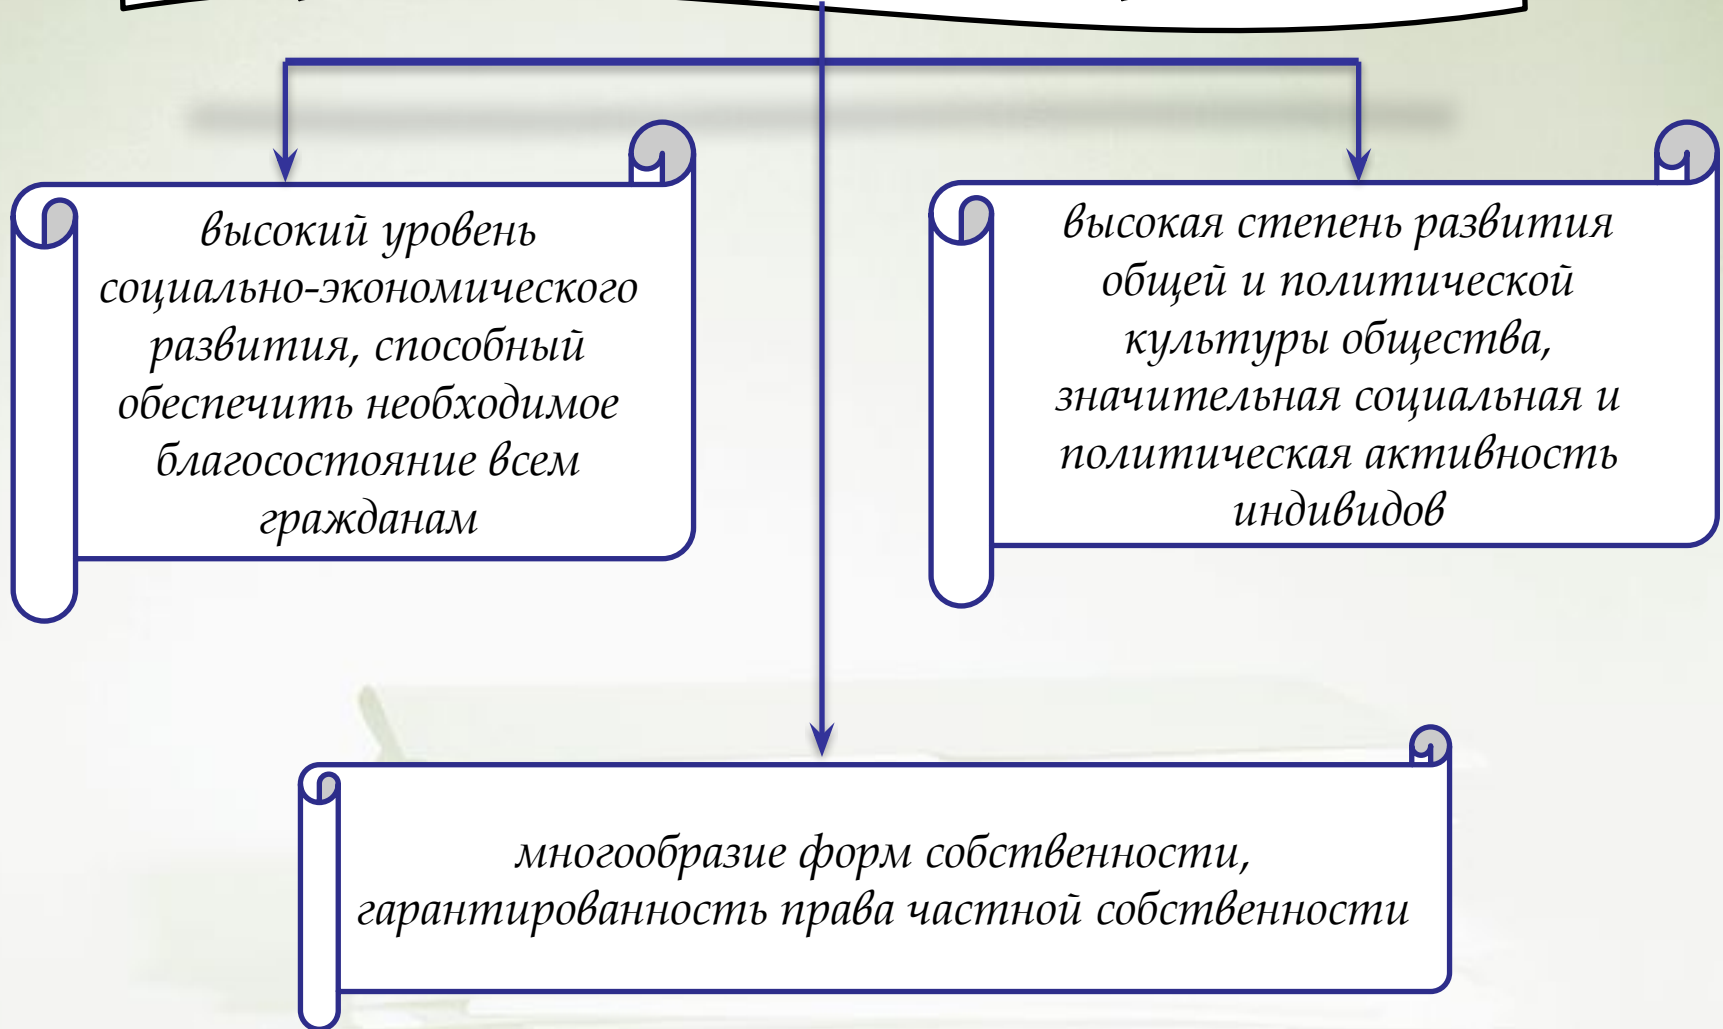 высокий уровень
социально-экономического
развития, способный
обеспечить необходимое
благосостояние всем
гражданам
высокая степень развития
общей и политической
культуры общества,
значительная социальная и
политическая активность
индивидов
многообразие форм собственности,
гарантированность права частной собственности